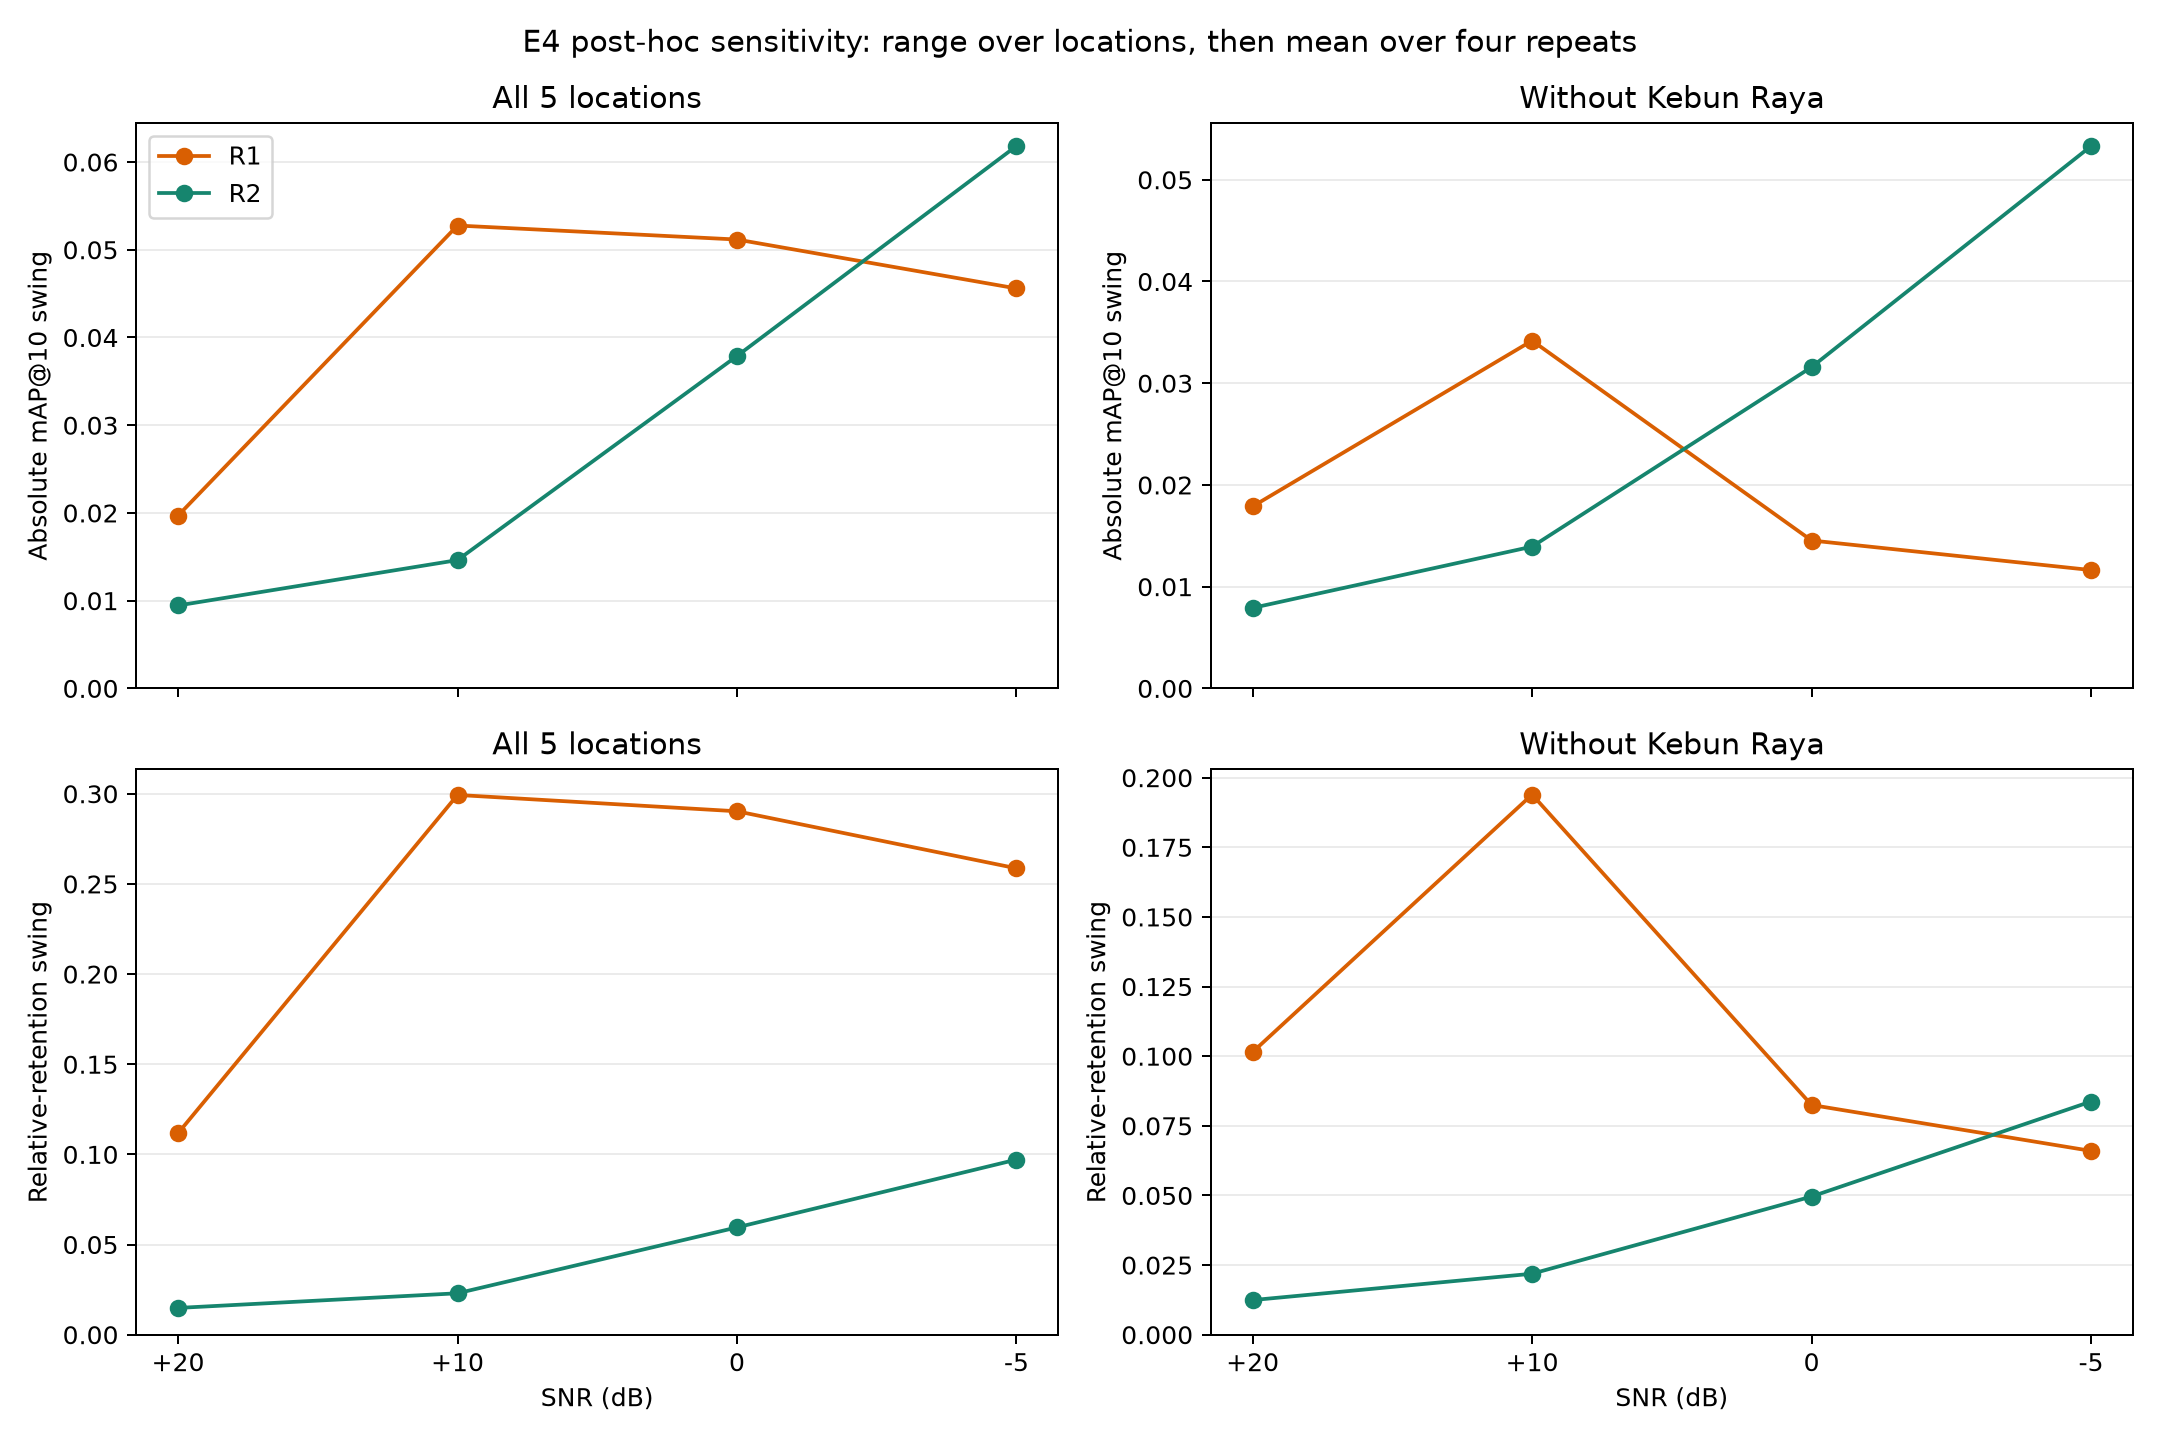 E4 post-hoc sensitivity: range over locations, then mean over four repeats
All 5 locations
Absolute mAP@10 swing
0.06
0.05
0.04
0.03
0.02
0.01
0.00
R1
R2
Without Kebun Raya
Absolute mAP@10 swing
0.05
0.04
0.03
0.02
0.01
0.00
All 5 locations
Relative-retention swing
0.30
0.25
0.20
0.15
0.10
0.05
0.00
+20 +10 0 -5
SNR (dB)
Without Kebun Raya
Relative-retention swing
0.200
0.175
0.150
0.125
0.100
0.075
0.050
0.025
0.000
+20 +10 0 -5
SNR (dB)